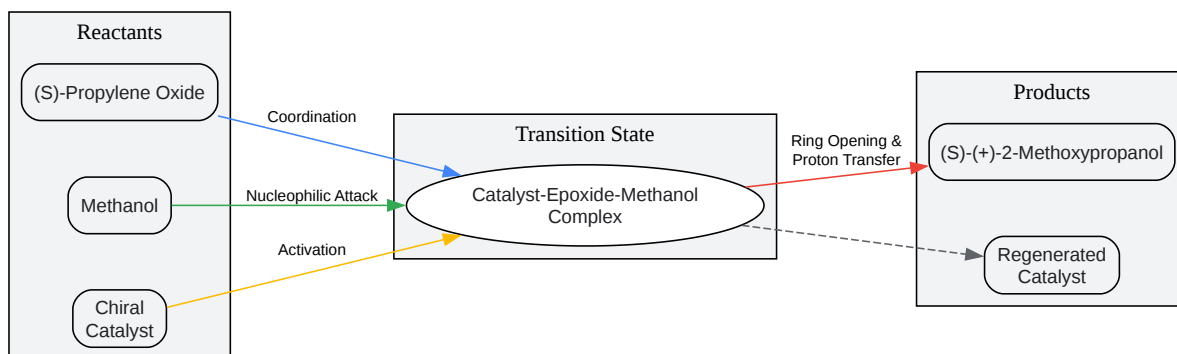 Reactants
(S)-Propylene Oxide
Methanol
Chiral
Catalyst
Coordination
Nucleophilic Attack
Activation
Transition State
Catalyst-Epoxide-Methanol
Complex
Ring Opening &
Proton Transfer
Products
(S)-(+)-2-Methoxypropanol
Regenerated
Catalyst